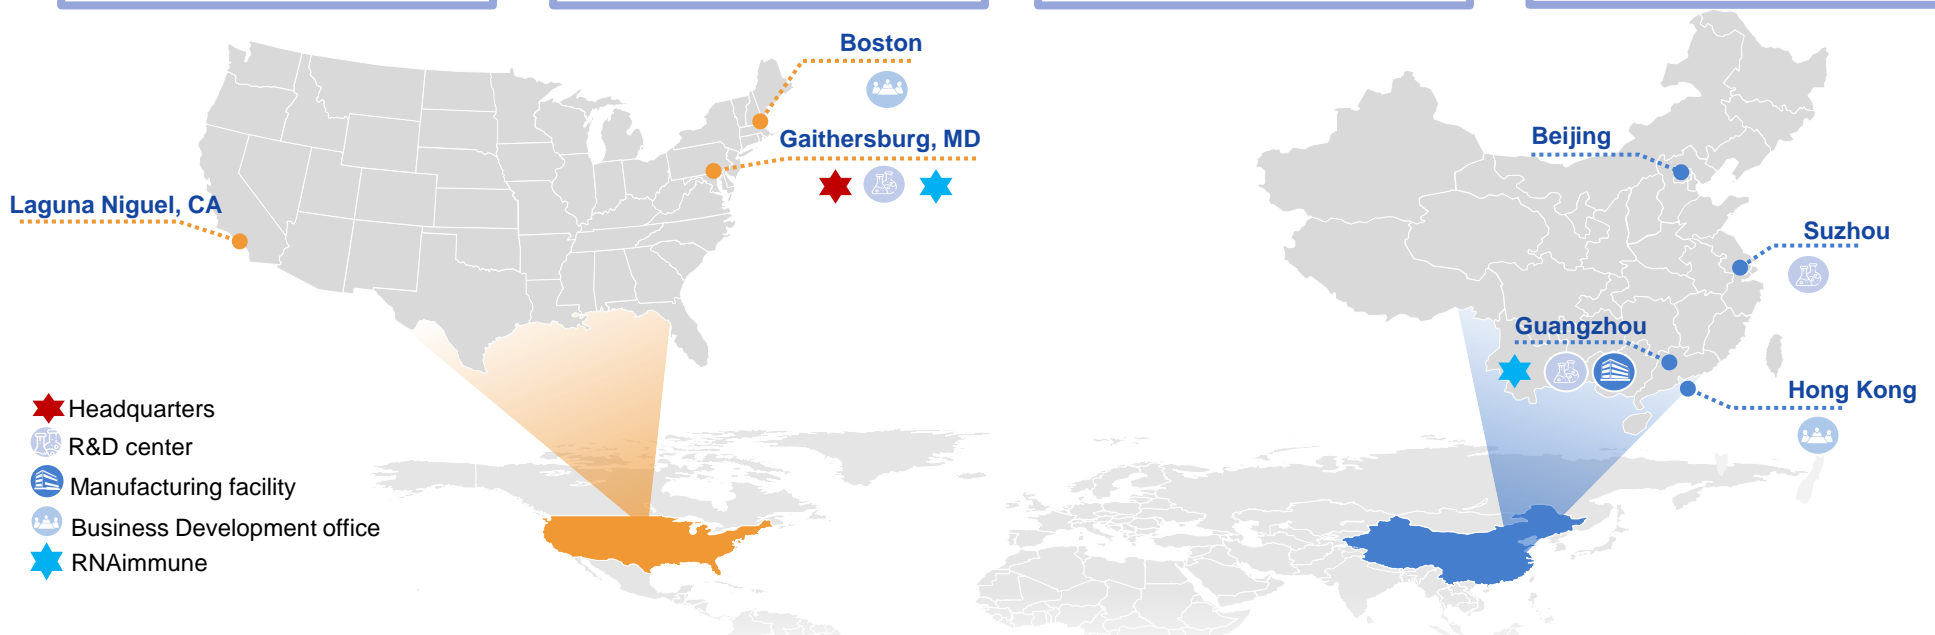 Boston
Gaithersburg, MD
Laguna Niguel, CA
Beijing
Suzhou
Guangzhou
Hong Kong
Headquarters
R&D center
Manufacturing facility
Business Development office
RNAimmune